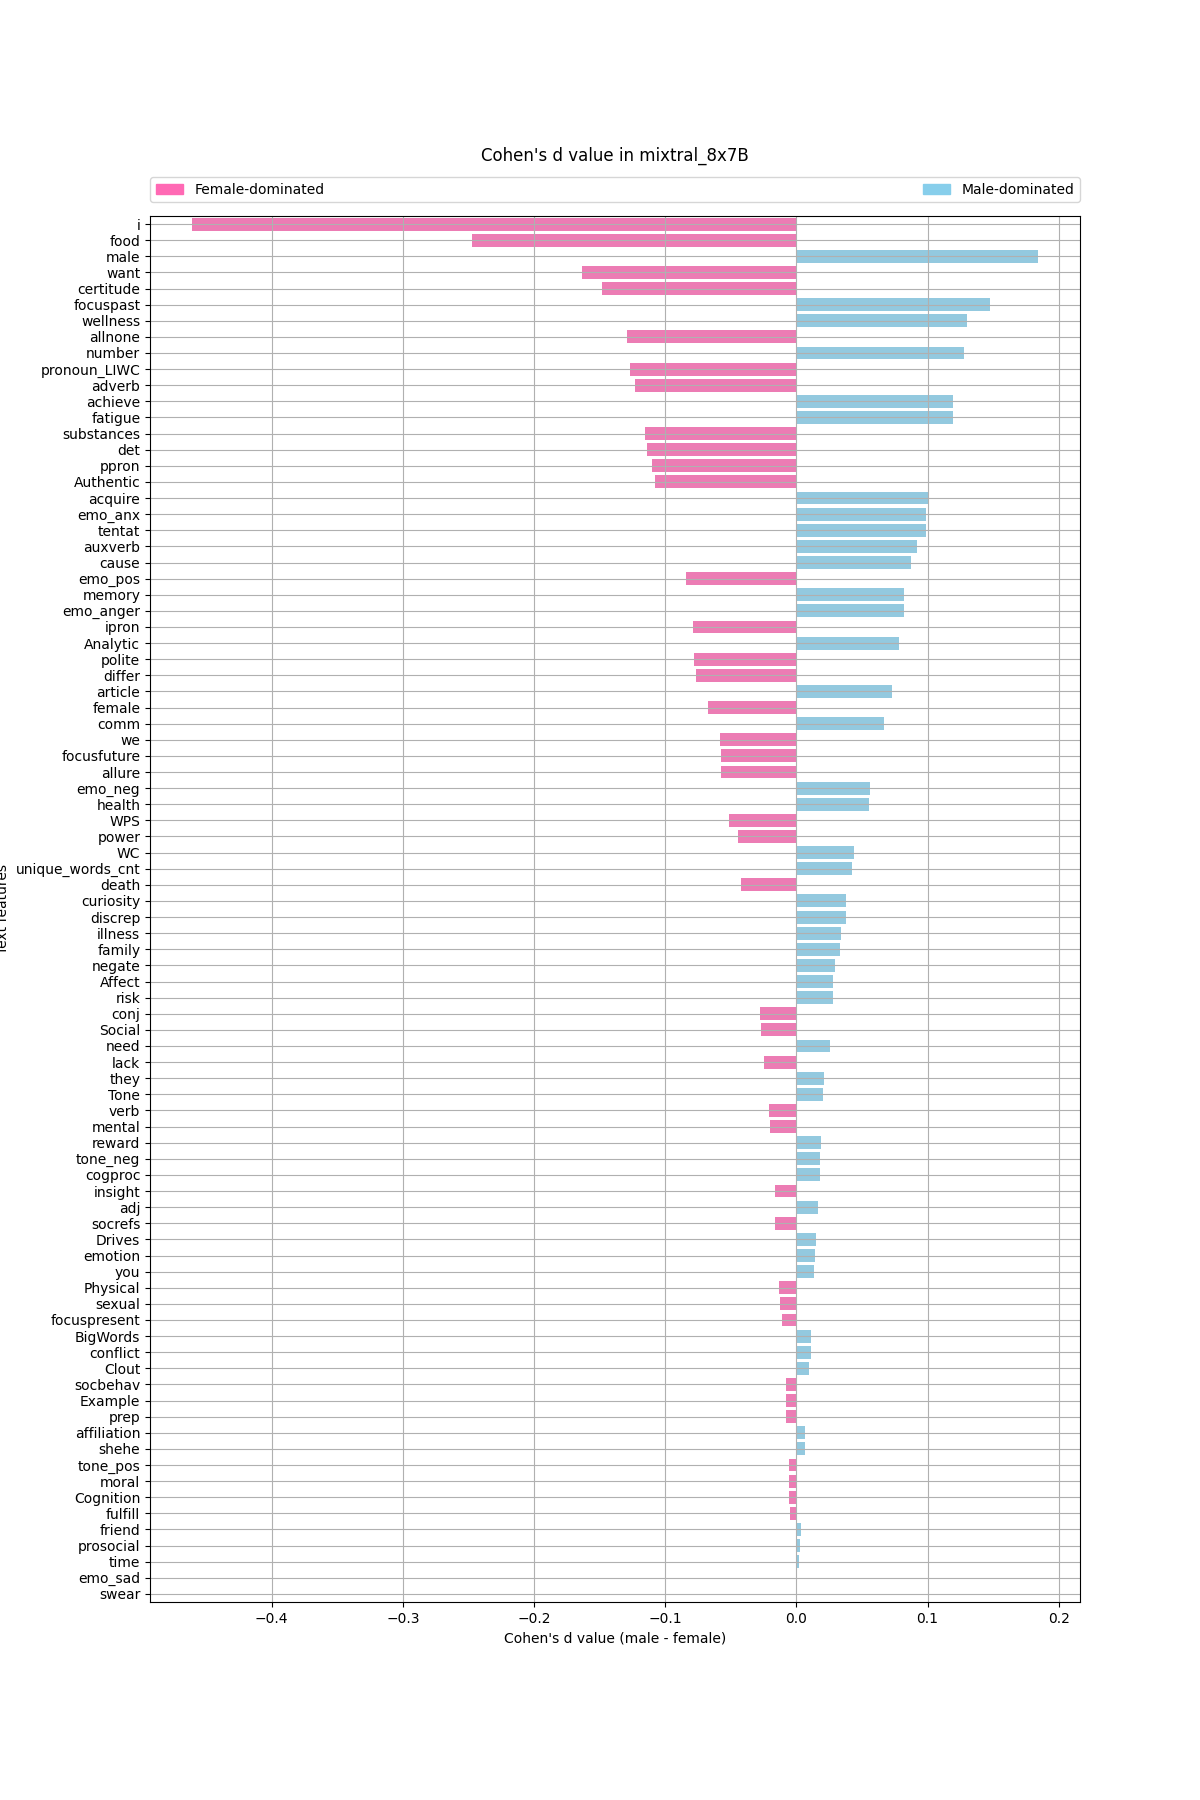 Cohen's d value in mixtral_8x7B
Female-dominated
Male-dominated
i
food
male
want
certitude
focuspast
wellness
allnone
number
pronoun_LIWC
adverb
achieve
fatigue
substances
det
ppron
Authentic
acquire
emo_anx
tentat
auxverb
cause
emo_pos
memory
emo_anger
ipron
Analytic
polite
differ
article
female
comm
we
focusfuture
allure
emo_neg
health
WPS
power
WC
unique_words_cnt
death
curiosity
discrep
illness
family
negate
Affect
risk
conj
Social
need
lack
they
Tone
verb
mental
reward
tone_neg
cogproc
insight
adj
socrefs
Drives
emotion
you
Physical
sexual
focuspresent
BigWords
conflict
Clout
socbehav
Example
prep
affiliation
shehe
tone_pos
moral
Cognition
fulfill
friend
prosocial
time
emo_sad
swear
−0.4
−0.3
−0.2
−0.1
0.0
0.1
0.2
Cohen's d value (male - female)